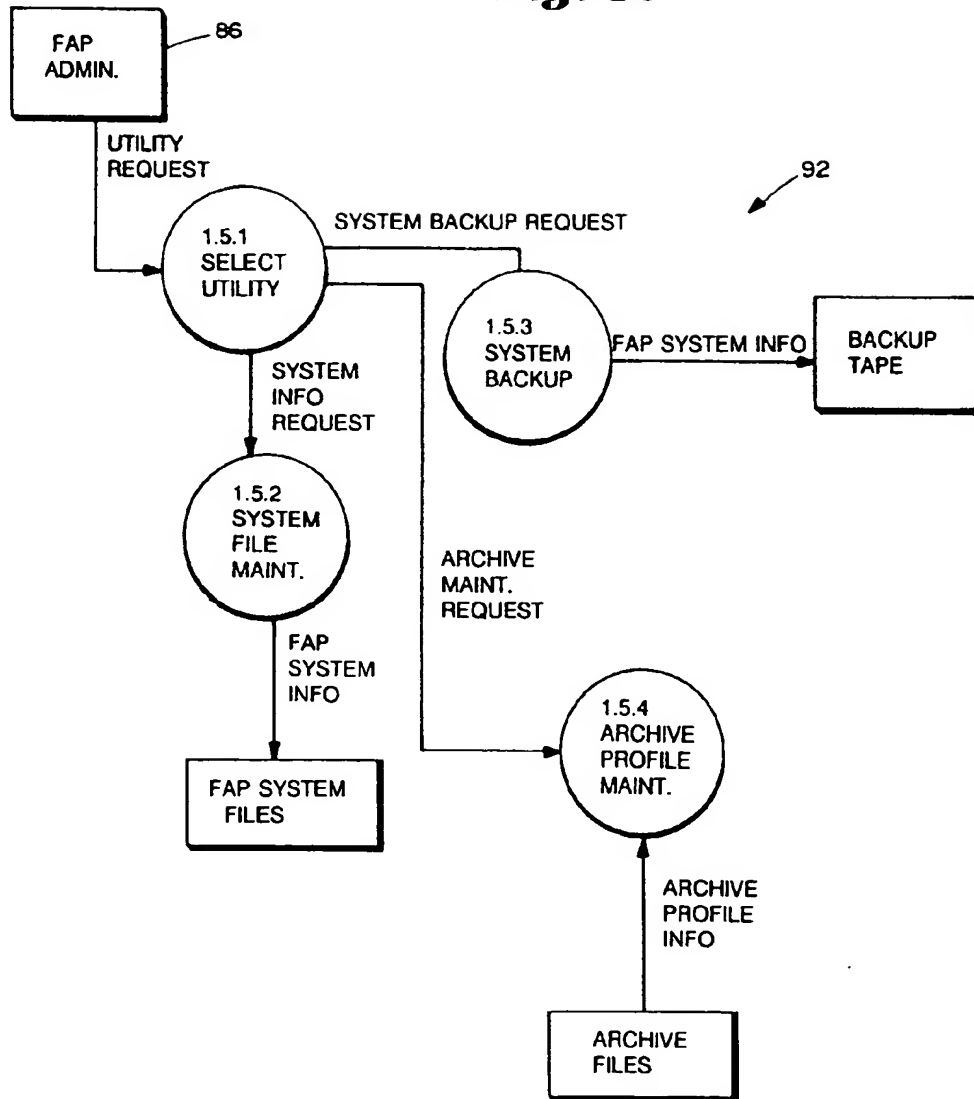 FAP
ADMIN.
86
UTILITY
REQUEST
92
SYSTEM BACKUP REQUEST
1.5.1
SELECT
UTILITY
1.5.3
SYSTEM
BACKUP
FAP SYSTEM INFO
BACKUP
TAPE
SYSTEM
INFO
REQUEST
1.5.2
SYSTEM
FILE
MAINT.
ARCHIVE
MAINT.
REQUEST
FAP
SYSTEM
INFO
1.5.4
ARCHIVE
PROFILE
MAINT.
FAP SYSTEM
FILES
ARCHIVE
PROFILE
INFO
ARCHIVE
FILES